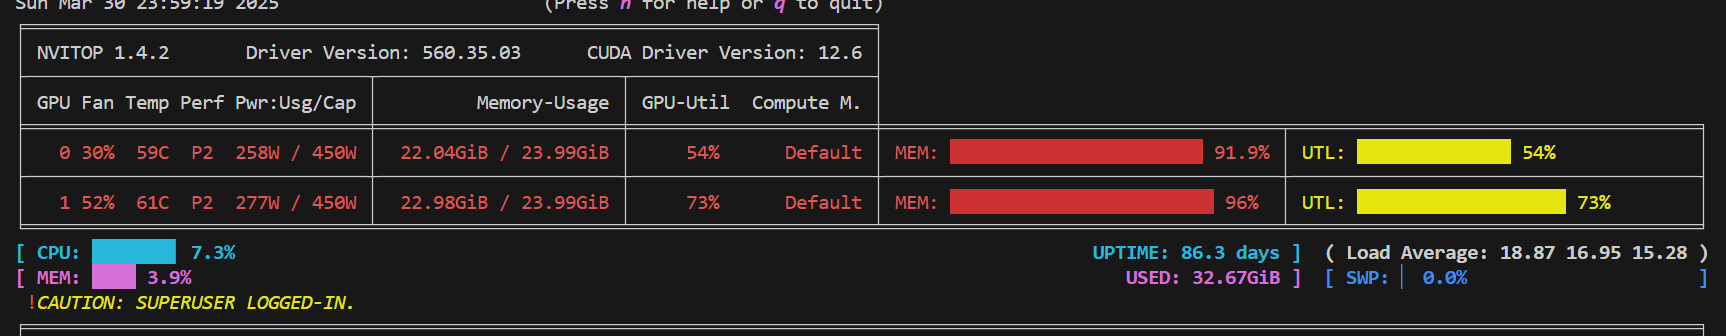 Sun Mar 30 23:59:19 2025 (Press h for help or q to quit)
NVITOP 1.4.2 Driver Version: 560.35.03 CUDA Driver Version: 12.6
GPU Fan Temp Perf Pwr:Usg/Cap Memory-Usage GPU-Util Compute M.
0 30% 59C P2 258W / 450W 22.04GiB / 23.99GiB 54% Default MEM: 91.9% UTL: 54%
1 52% 61C P2 277W / 450W 22.98GiB / 23.99GiB 73% Default MEM: 96% UTL: 73%
[ CPU: 7.3% UPTIME: 86.3 days ] ( Load Average: 18.87 16.95 15.28 )
[ MEM: 3.9% USED: 32.67GiB ] [ SWP: 0.0% ]
!CAUTION: SUPERUSER LOGGED-IN.